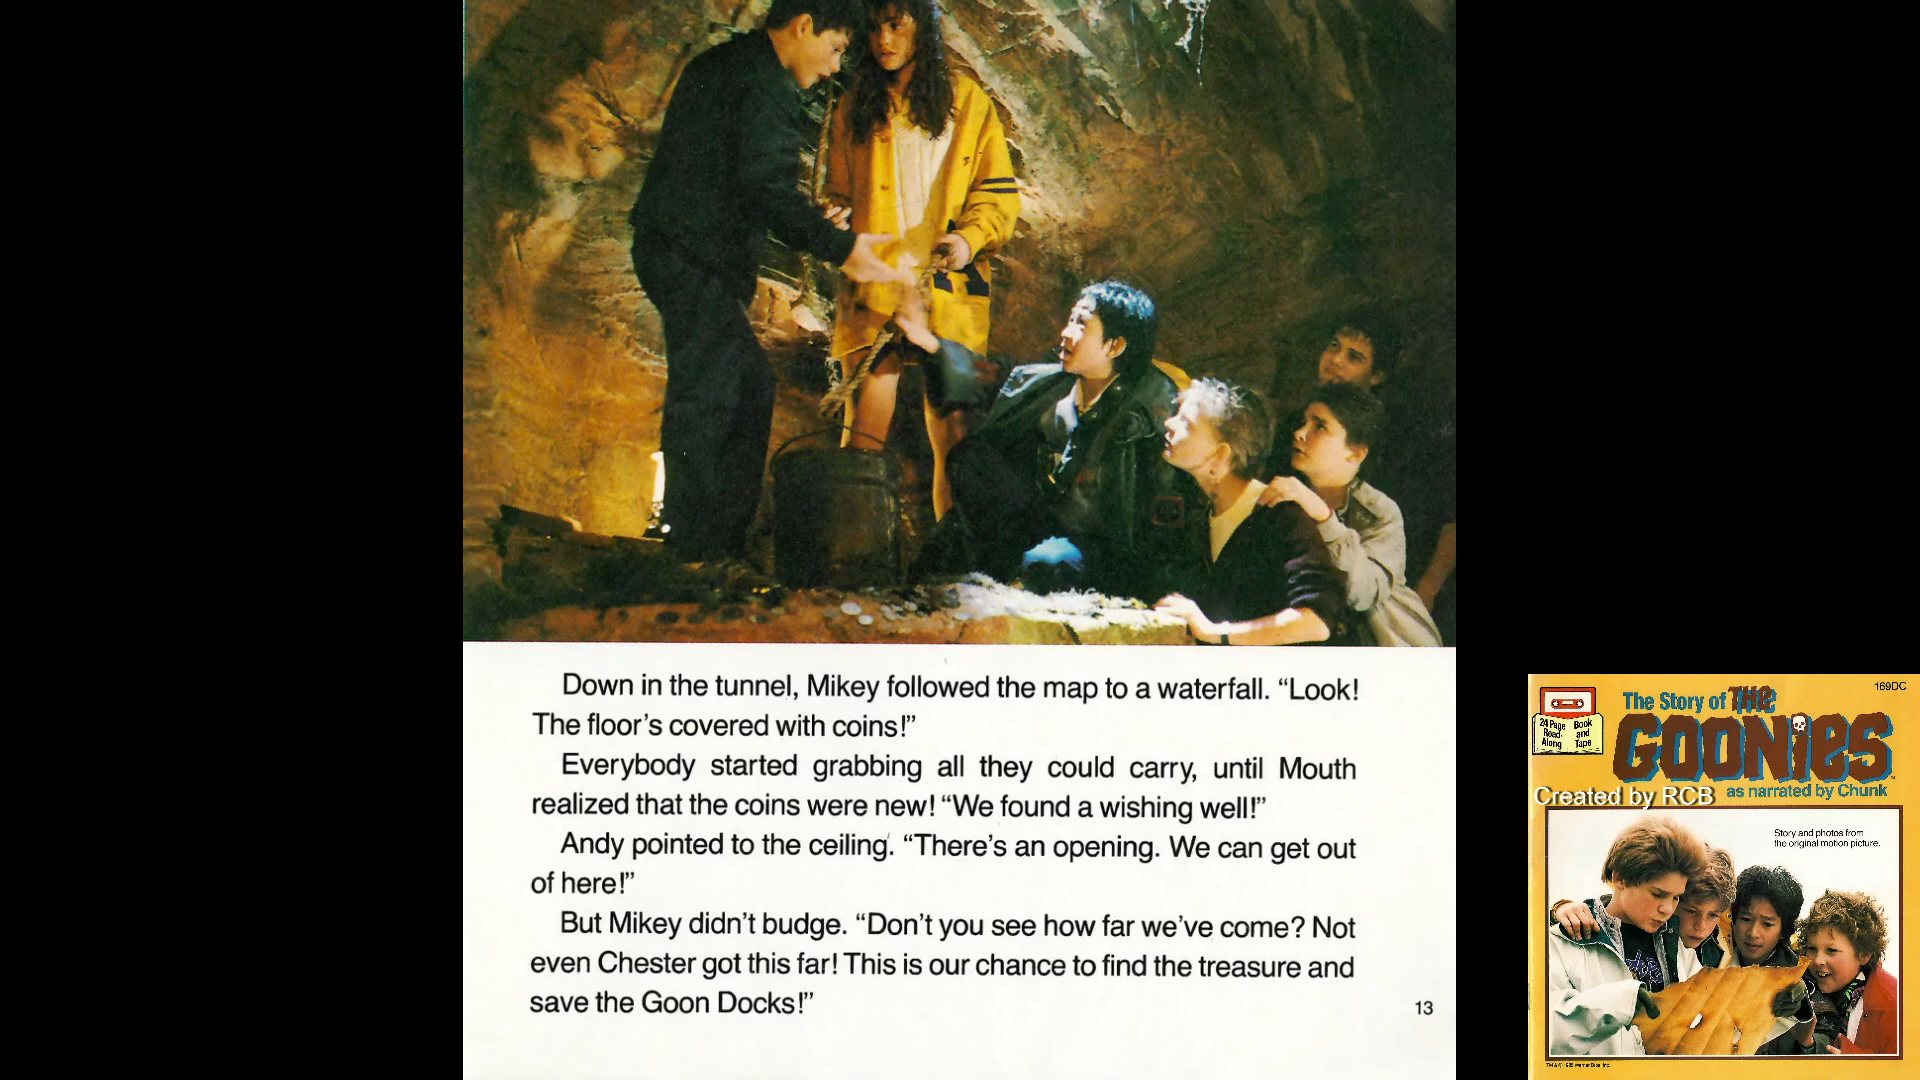 Down in the tunnel, Mikey followed the map to a waterfall. “Look!
The floor’s covered with coins!”
Everybody started grabbing all they could carry, until Mouth
realized that the coins were new! “We found a wishing well!”
Andy pointed to the ceiling. “There’s an opening. We can get out
of here!”
But Mikey didn’t budge. “Don’t you see how far we’ve come? Not
even Chester got this far! This is our chance to find the treasure and
save the Goon Docks!”
13
169DC
The Story of THE
GOONiES
TM
as narrated by Chunk
24 Page Book
Read- and
Along Tape
Created by RCB
Story and photos from
the original motion picture.